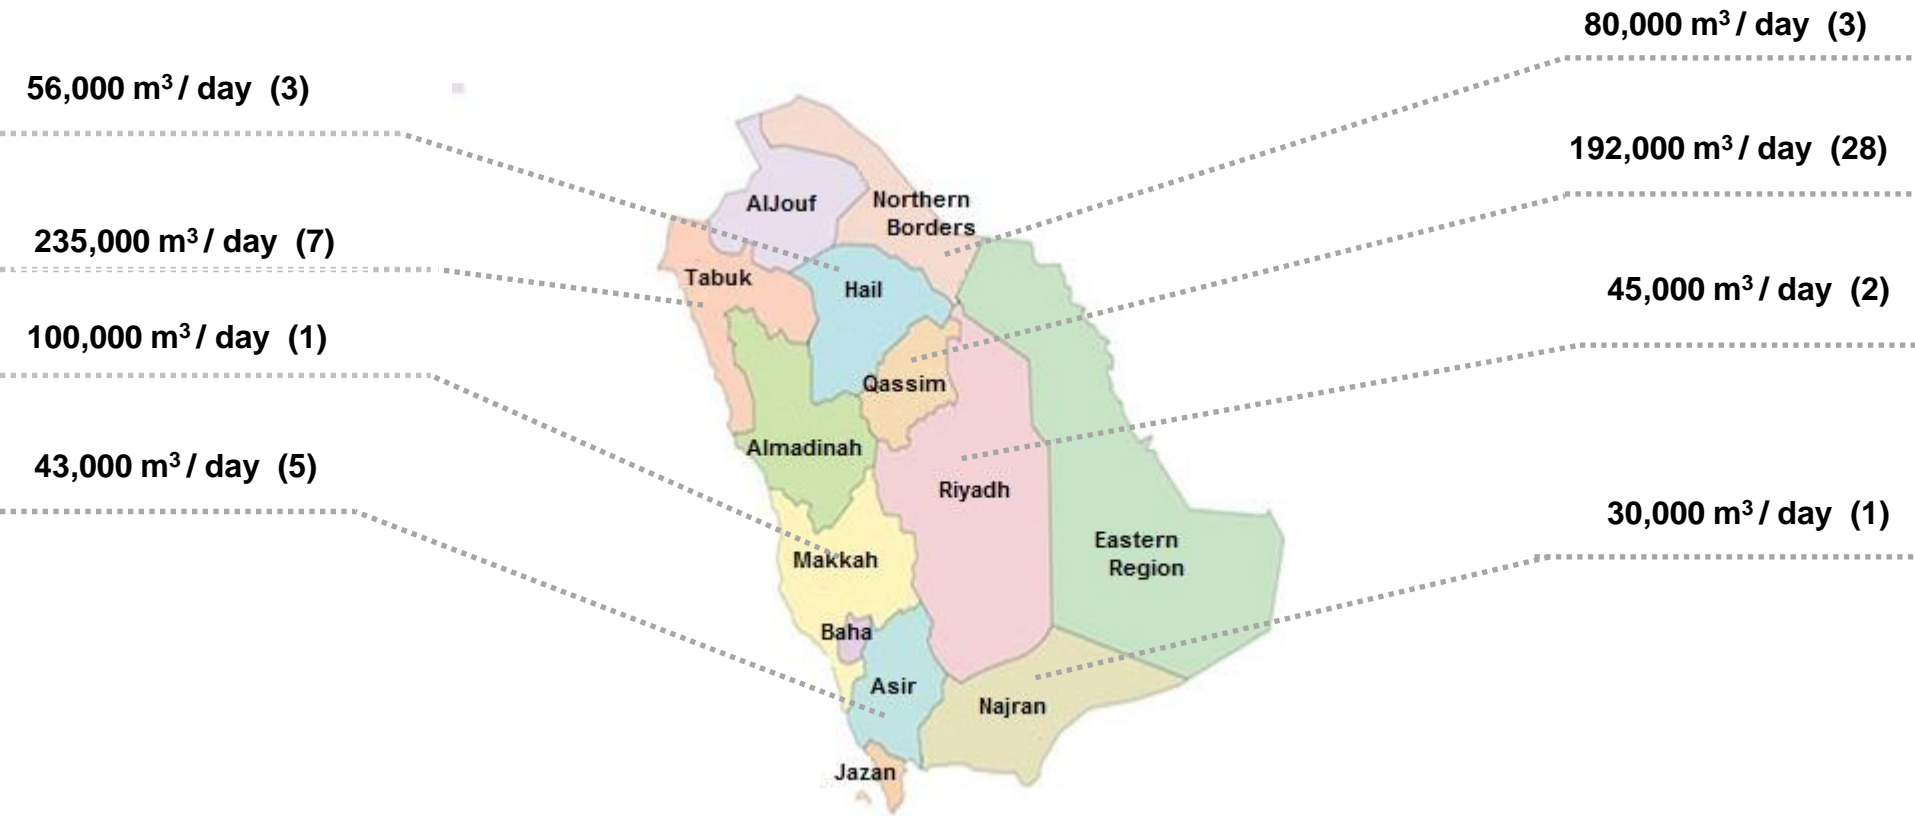 80,000 m³ / day (3)
56,000 m³ / day (3)
192,000 m³ / day (28)
AlJouf
Northern
Borders
235,000 m³ / day (7)
Tabuk
Hail
45,000 m³ / day (2)
100,000 m³ / day (1)
Qassim
Almadinah
43,000 m³ / day (5)
Riyadh
30,000 m³ / day (1)
Eastern
Region
Makkah
Baha
Asir
Najran
Jazan